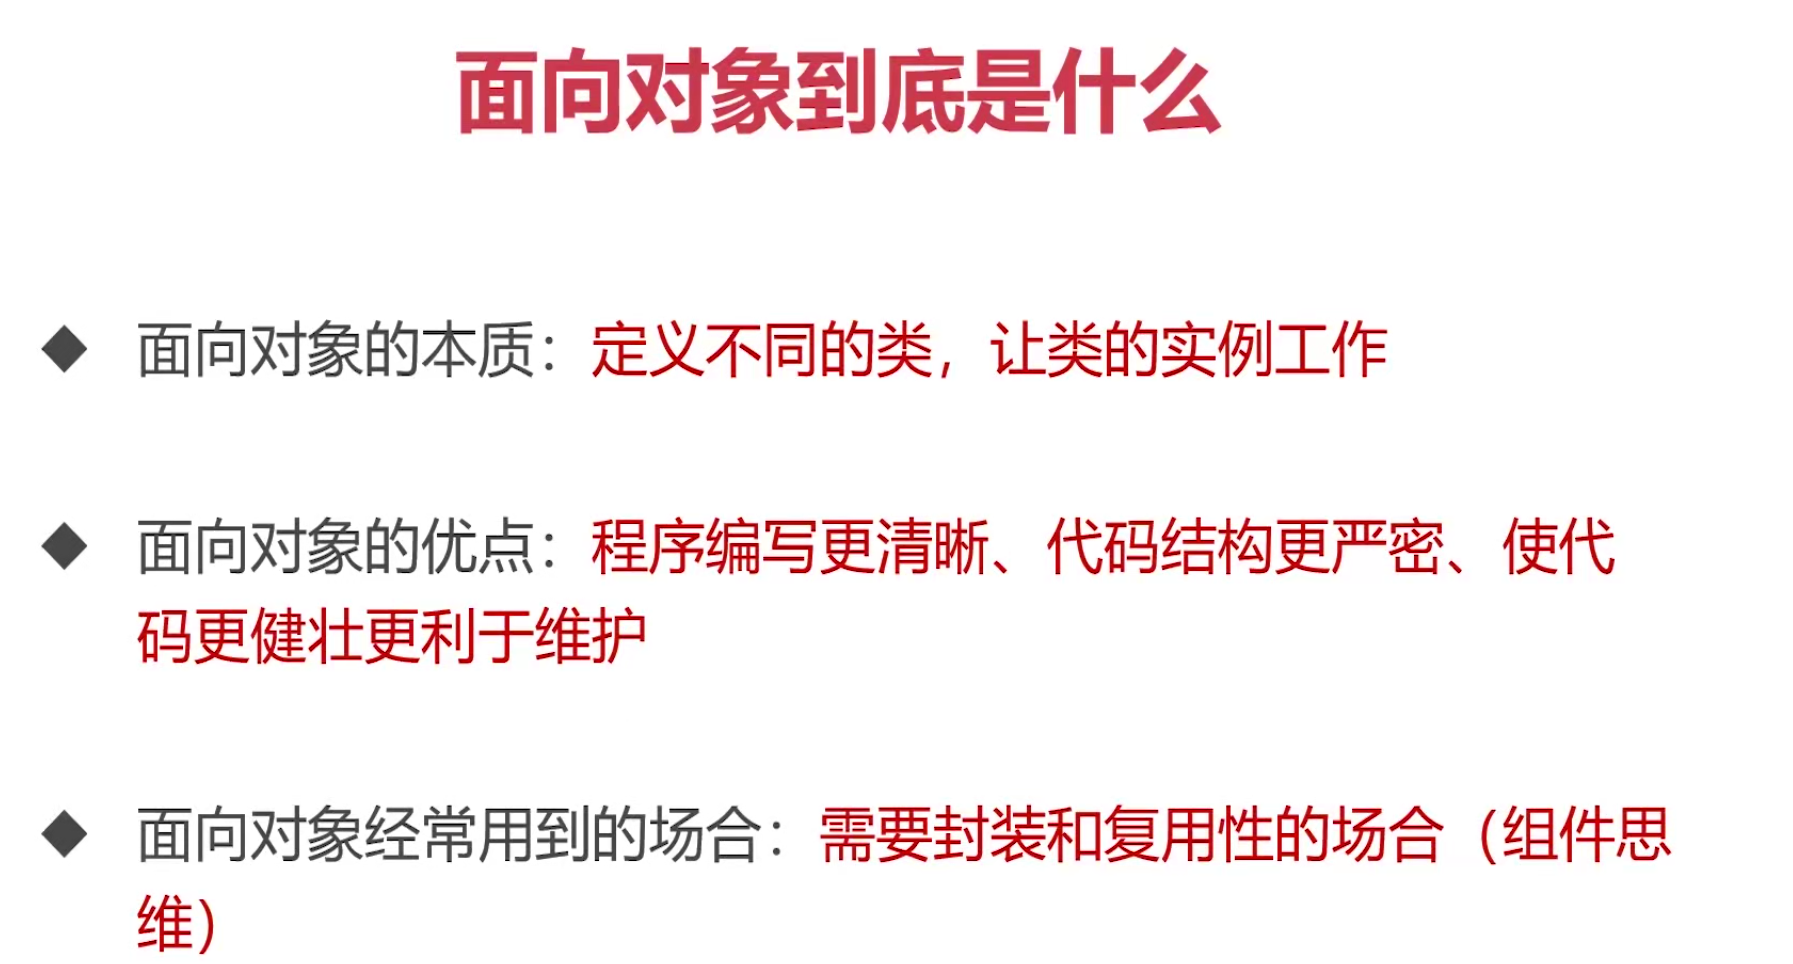 面向对象到底是什么
◆ 面向对象的本质：定义不同的类，让类的实例工作
◆ 面向对象的优点：程序编写更清晰、代码结构更严密、使代
码更健壮更利于维护
◆ 面向对象经常用到的场合：需要封装和复用性的场合（组件思
维）